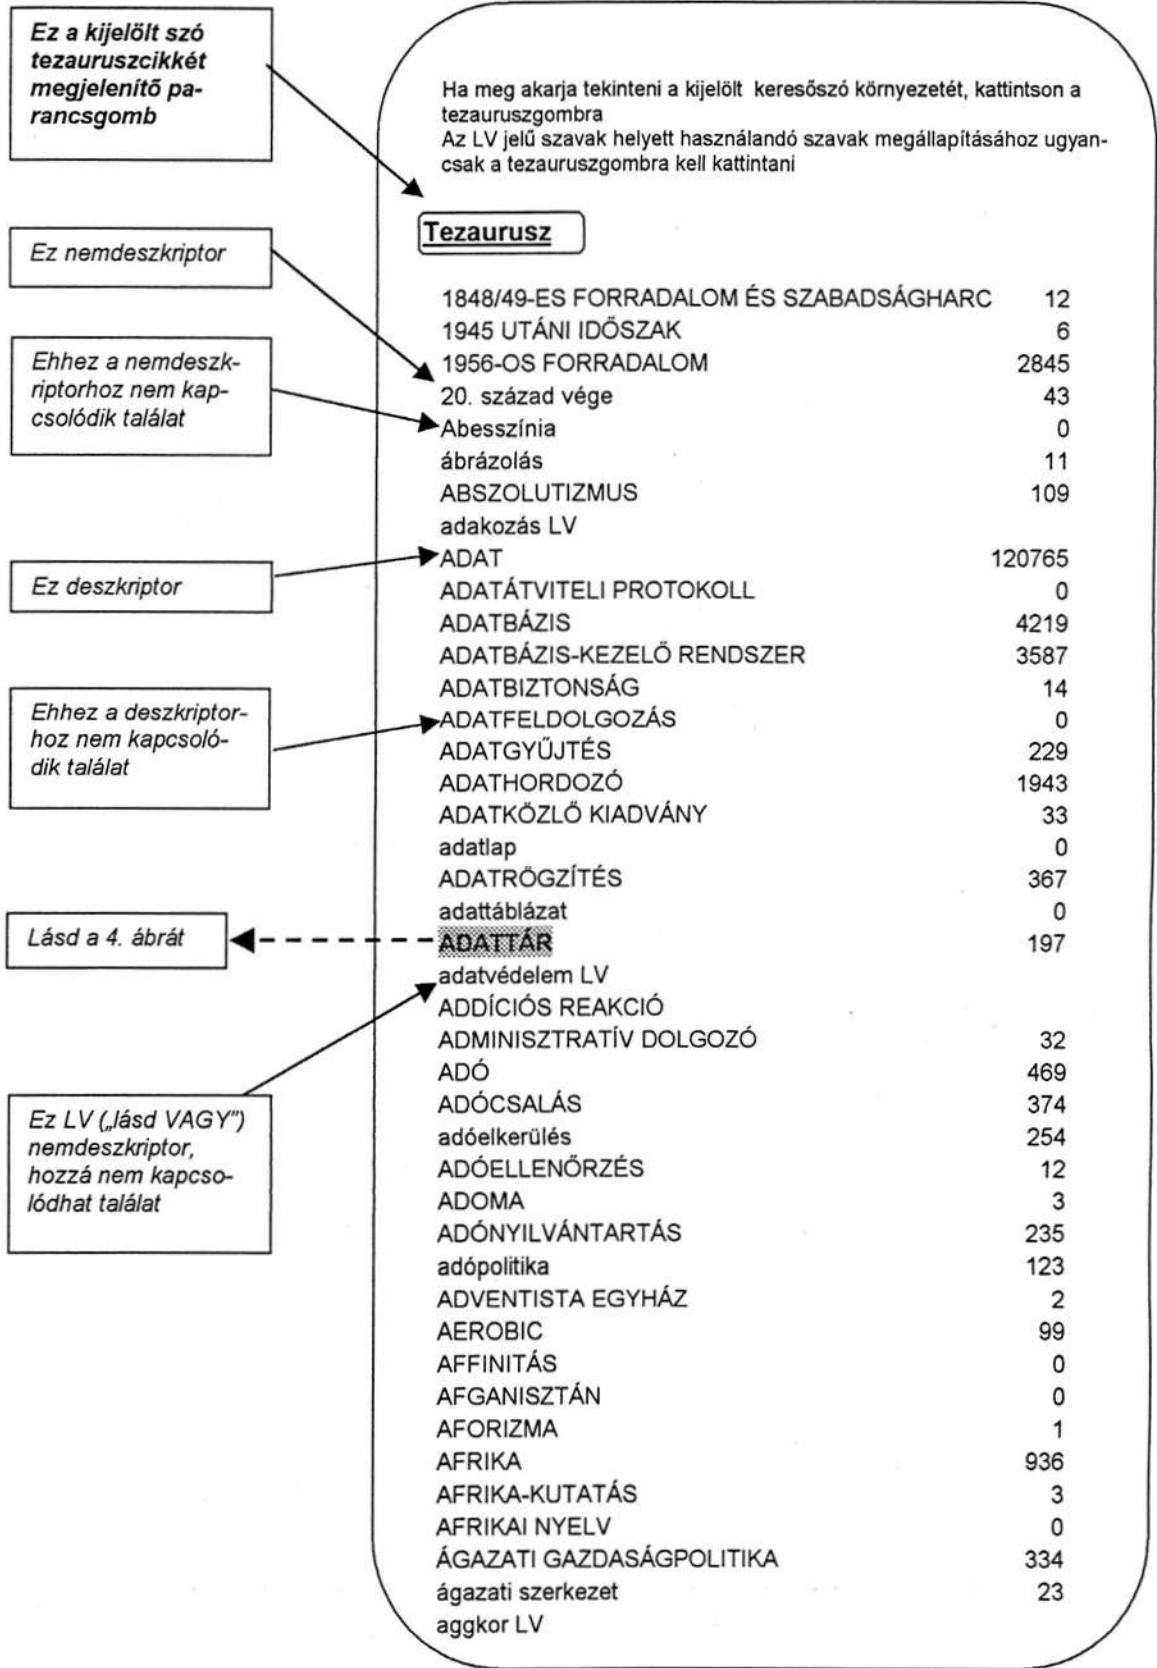 Ez a kijelölt szó
tezauruszcikkét
megjelenítő pa-
rancsgomb
Ha meg akarja tekinteni a kijelölt keresőszó környezetét, kattintson a
tezauruszgombra
Az LV jelű szavak helyett használandó szavak megállapításához ugyan-
csak a tezauruszgombra kell kattintani
Tezaurusz
Ez nemdeszkriptor
Ehhez a nemdeszk-
riptorhoz nem kap-
csolódik találat
Ez deszkriptor
Ehhez a deszkriptor-
hoz nem kapcsoló-
dik találat
Lásd a 4. ábrát
Ez LV („lásd VAGY”)
nemdeszkriptor,
hozzá nem kapcso-
lódhat találat
1848/49-ES FORRADALOM ÉS SZABADSÁGHARC 12
1945 UTÁNI IDŐSZAK 6
1956-OS FORRADALOM 2845
20. század vége 43
Abesszínia 0
ábrázolás 11
ABSZOLUTIZMUS 109
adakozás LV
ADAT 120765
ADATÁTVITELI PROTOKOLL 0
ADATBÁZIS 4219
ADATBÁZIS-KEZELŐ RENDSZER 3587
ADATBIZTONSÁG 14
ADATFELDOLGOZÁS 0
ADATGYŰJTÉS 229
ADATHORDOZÓ 1943
ADATKÖZLŐ KIADVÁNY 33
adatlap 0
ADATRÖGZÍTÉS 367
adattáblázat 0
ADATTÁR 197
adatvédelem LV
ADDÍCIÓS REAKCIÓ
ADMINISZTRATÍV DOLGOZÓ 32
ADÓ 469
ADÓCSALÁS 374
adóelkerülés 254
ADÓELLENŐRZÉS 12
ADOMA 3
ADÓNYILVÁNTARTÁS 235
adópolitika 123
ADVENTISTA EGYHÁZ 2
AEROBIC 99
AFFINITÁS 0
AFGANISZTÁN 0
AFORIZMA 1
AFRIKA 936
AFRIKA-KUTATÁS 3
AFRIKAI NYELV 0
ÁGAZATI GAZDASÁGPOLITIKA 334
ágazati szerkezet 23
aggkor LV